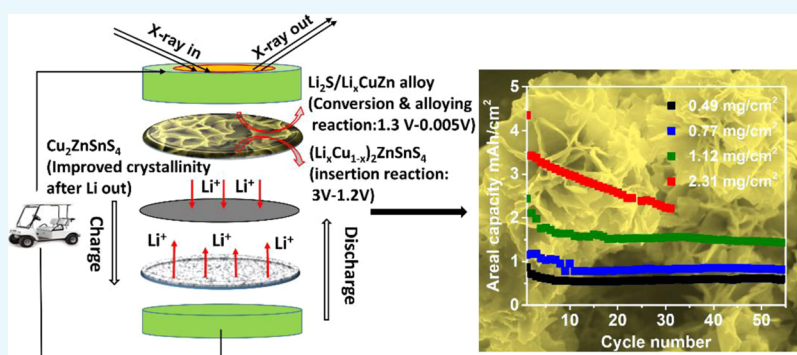 X-ray in
X-ray out
Li₂S/LiₓCuZn alloy
(Conversion & alloying
reaction:1.3 V-0.005V)
Cu₂ZnSnS₄
(Improved crystallinity
after Li out)
(LiₓCu₁₋ₓ)₂ZnSnS₄
(insertion reaction:
3V-1.2V)
Li⁺
Li⁺
Li⁺
Li⁺
Charge
Discharge
Areal capacity mAh/cm²
5
4
3
2
1
0
0.49 mg/cm²
0.77 mg/cm²
1.12 mg/cm²
2.31 mg/cm²
10 20 30 40 50
Cycle number